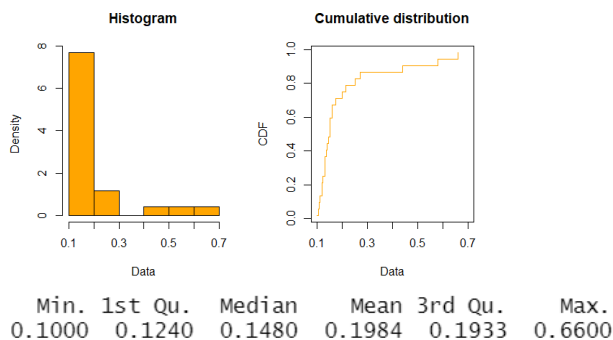 Histogram
Density
0 2 4 6 8
0.1 0.3 0.5 0.7
Data
Cumulative distribution
CDF
0.0 0.2 0.4 0.6 0.8 1.0
0.1 0.3 0.5 0.7
Data
Min. 1st Qu. Median Mean 3rd Qu. Max.
0.1000 0.1240 0.1480 0.1984 0.1933 0.6600